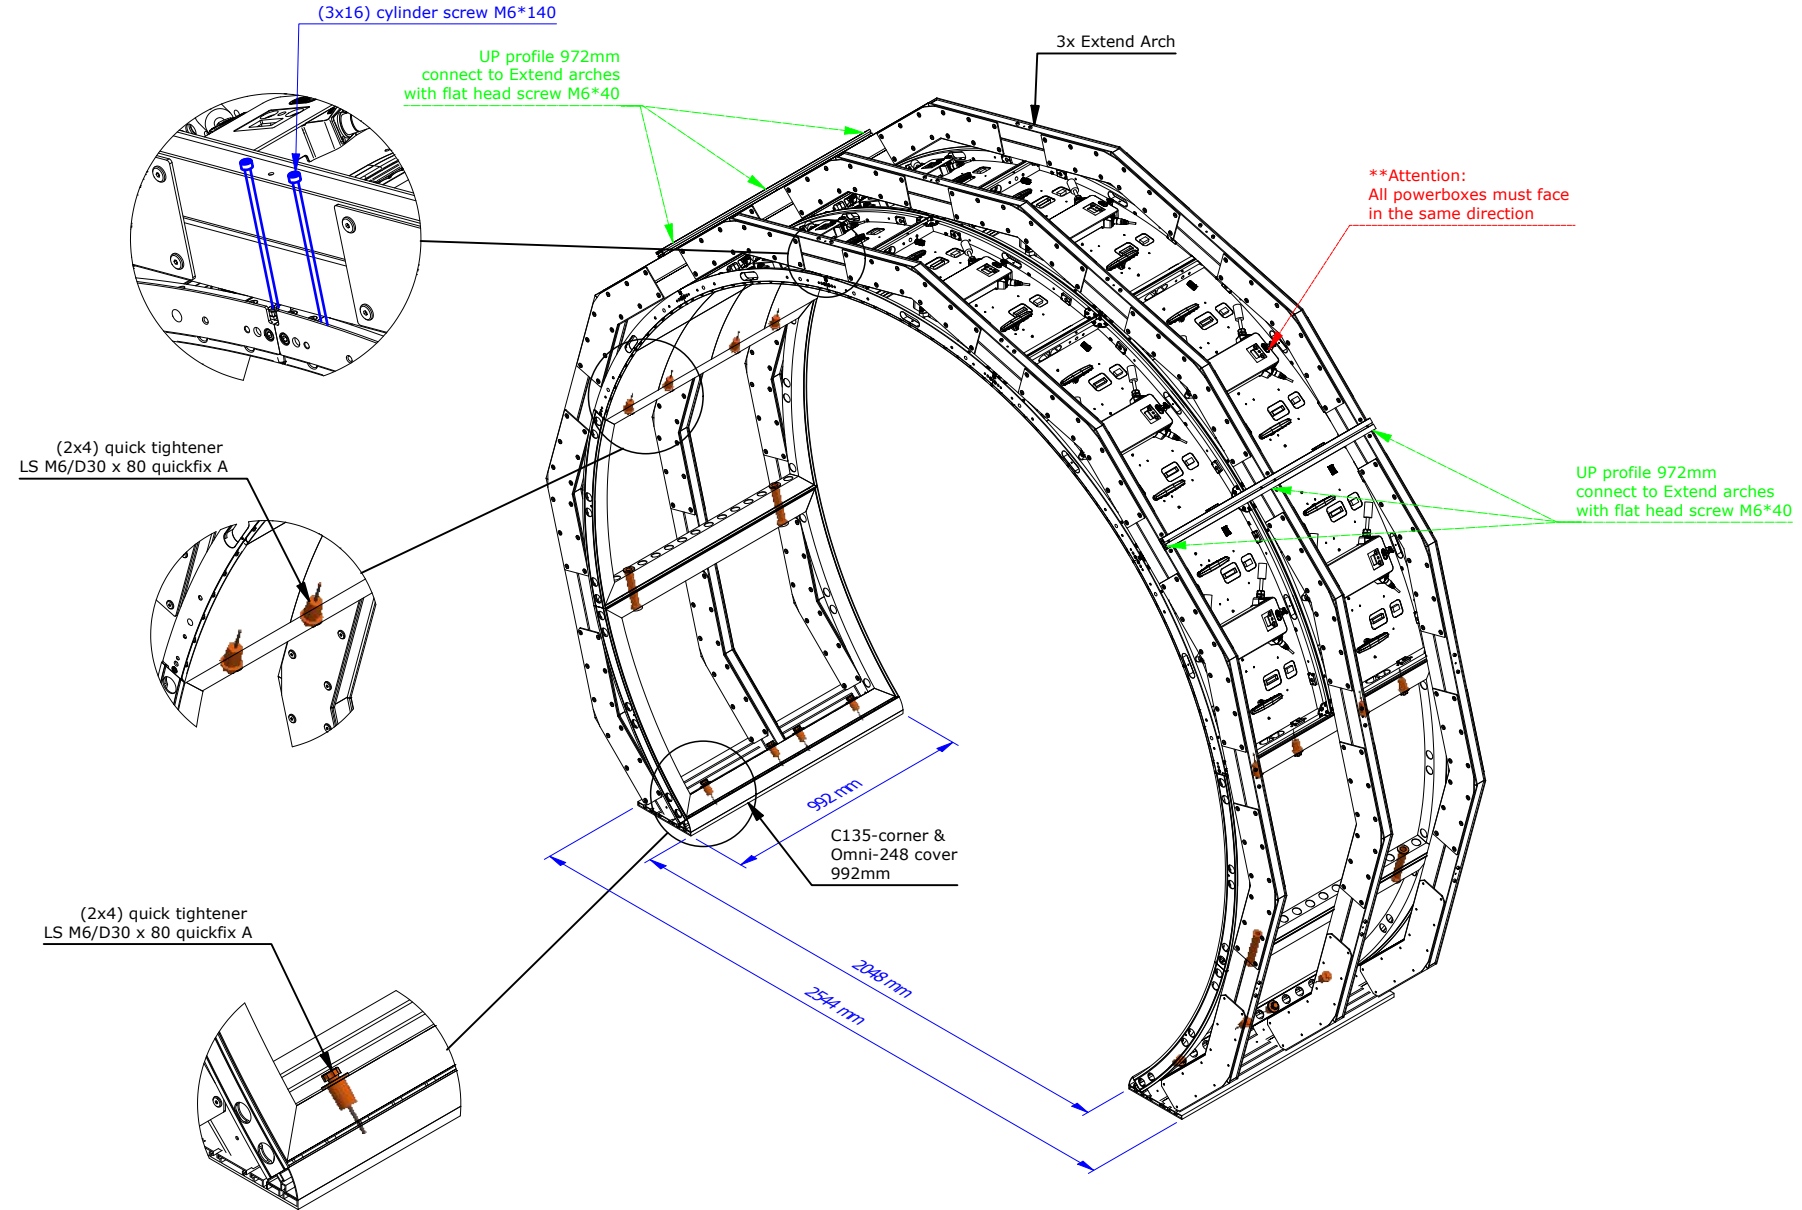 (3x16) cylinder screw M6*140
UP profile 972mm
connect to Extend arches
with flat head screw M6*40
3x Extend Arch
**Attention:
All powerboxes must face
in the same direction
(2x4) quick tightener
LS M6/D30 x 80 quickfix A
UP profile 972mm
connect to Extend arches
with flat head screw M6*40
992 mm
C135-corner &
Omni-248 cover
992mm
(2x4) quick tightener
LS M6/D30 x 80 quickfix A
2048 mm
2544 mm